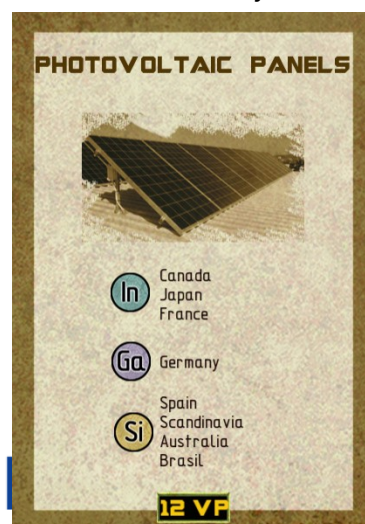 PHOTOVOLTAIC PANELS
In
Canada
Japan
France
Ga
Germany
Si
Spain
Scandinavia
Australia
Brasil
12 VP